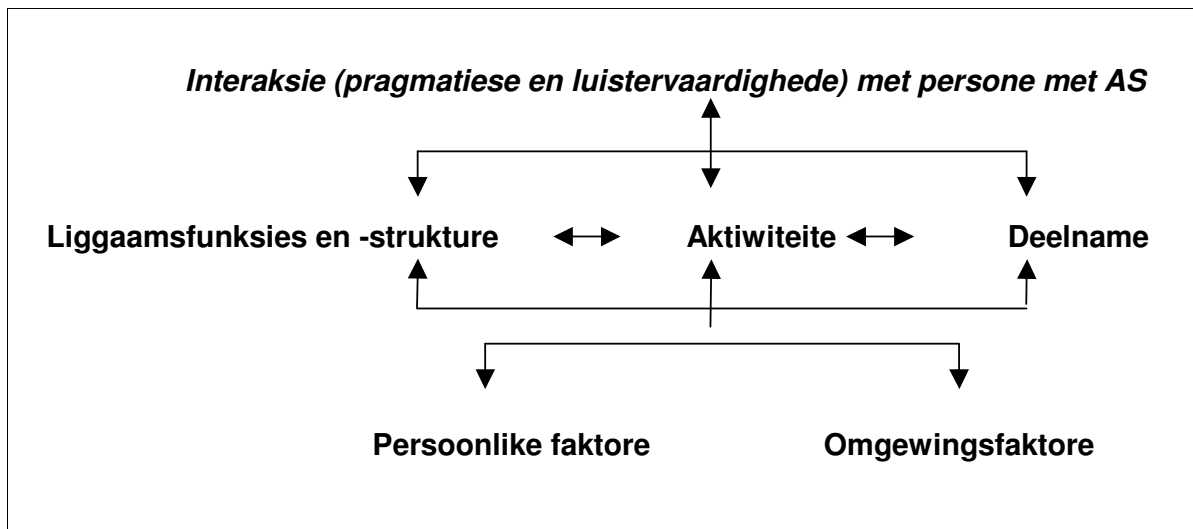 Interaksie (pragmatiese en luistervaardighede) met persone met AS
Liggaamsfunksies en -strukture Aktiwiteite Deelname
Persoonlike faktore Omgewingsfaktore